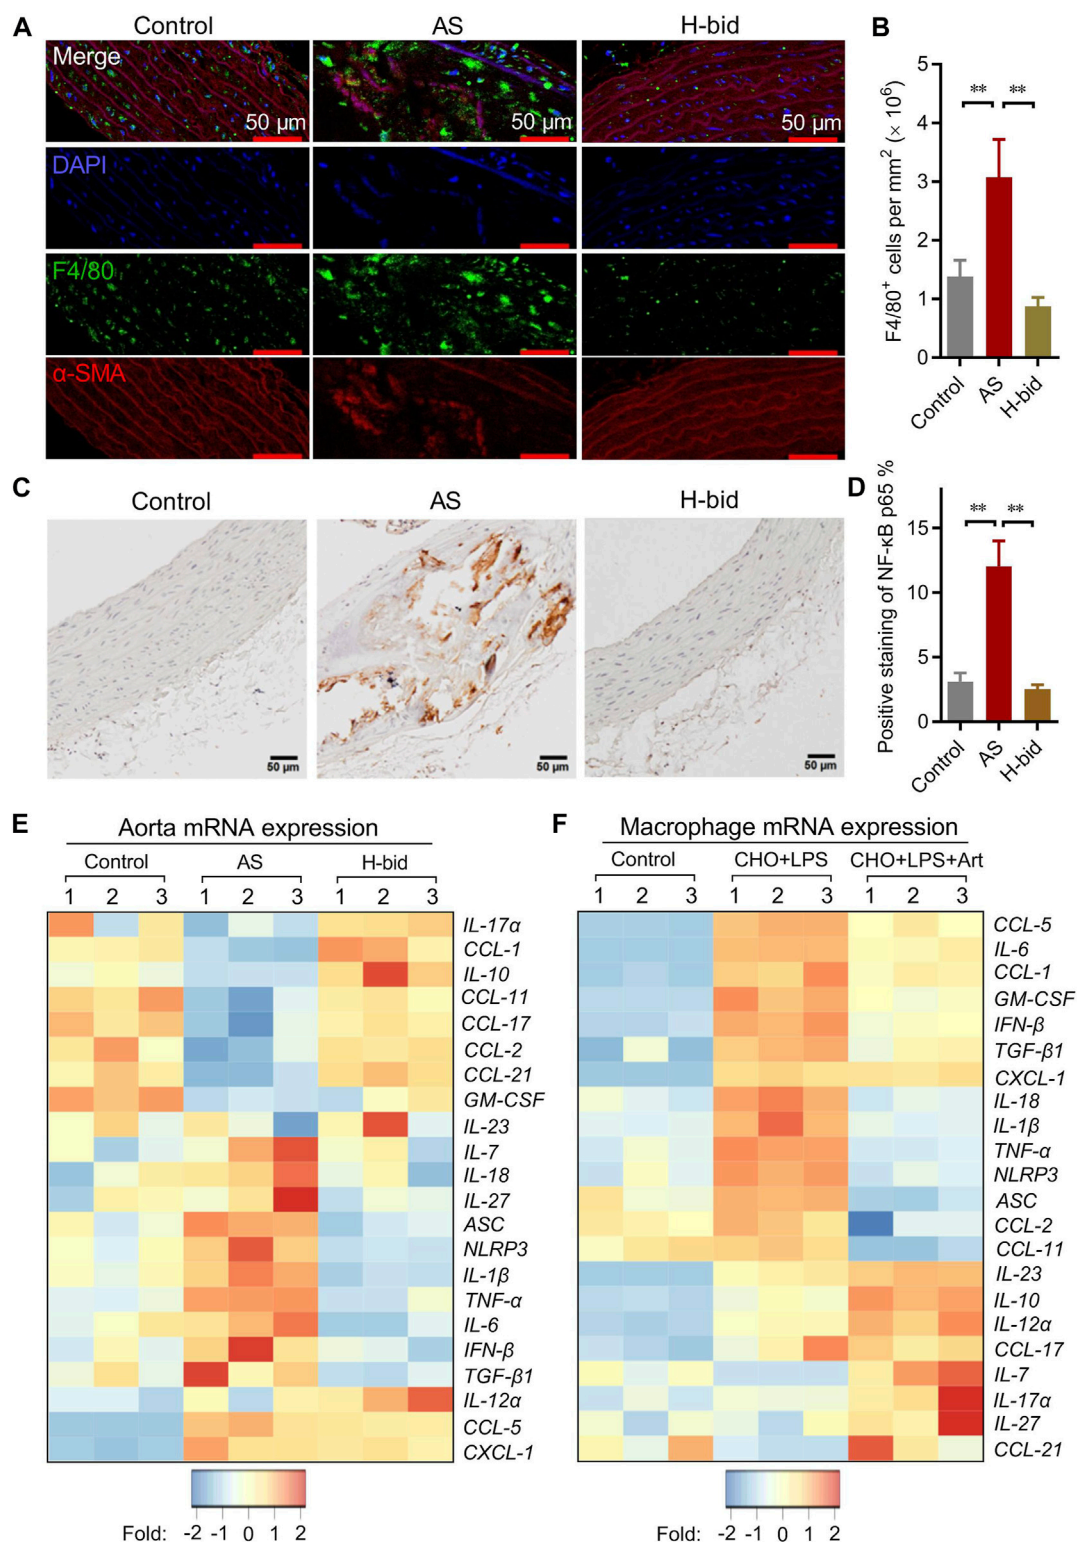 A
Control
AS
H-bid
Merge
50 µm
50 µm
50 µm
DAPI
F4/80
α-SMA
B
F4/80+ cells per mm2 (× 106)
5
4
3
2
1
0
**
**
Control
AS
H-bid
C
Control
AS
H-bid
50 µm
50 µm
50 µm
D
Positive staining of NF-κB p65 %
15
10
5
0
**
**
Control
AS
H-bid
E
Aorta mRNA expression
Control AS H-bid
1 2 3 1 2 3 1 2 3
IL-17α
CCL-1
IL-10
CCL-11
CCL-17
CCL-2
CCL-21
GM-CSF
IL-23
IL-7
IL-18
IL-27
ASC
NLRP3
IL-1β
TNF-α
IL-6
IFN-β
TGF-β1
IL-12α
CCL-5
CXCL-1
Fold: -2 -1 0 1 2
F
Macrophage mRNA expression
Control CHO+LPS CHO+LPS+Art
1 2 3 1 2 3 1 2 3
CCL-5
IL-6
CCL-1
GM-CSF
IFN-β
TGF-β1
CXCL-1
IL-18
IL-1β
TNF-α
NLRP3
ASC
CCL-2
CCL-11
IL-23
IL-10
IL-12α
CCL-17
IL-7
IL-17α
IL-27
CCL-21
Fold: -2 -1 0 1 2